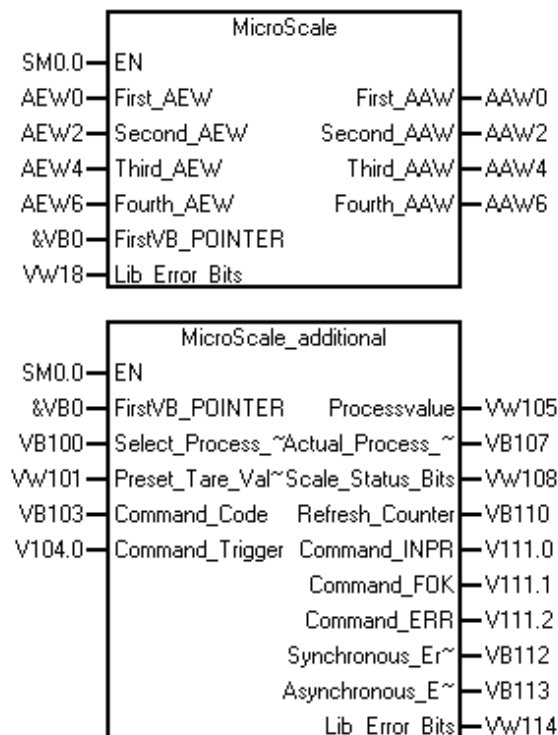 MicroScale
SM0.0 EN
AEW0 First_AEW First_AAW AAW0
AEW2 Second_AEW Second_AAW AAW2
AEW4 Third_AEW Third_AAW AAW4
AEW6 Fourth_AEW Fourth_AAW AAW6
&VB0 FirstVB_POINTER
VW18 Lib_Error_Bits
MicroScale_additional
SM0.0 EN
&VB0 FirstVB_POINTER Processvalue VW105
VB100 Select_Process_~ Actual_Process_~ VB107
VW101 Preset_Tare_Val~ Scale_Status_Bits VW108
VB103 Command_Code Refresh_Counter VB110
V104.0 Command_Trigger Command_INPR V111.0
Command_FOK V111.1
Command_ERR V111.2
Synchronous_Er~ VB112
Asynchronous_E~ VB113
Lib_Error_Bits VW114